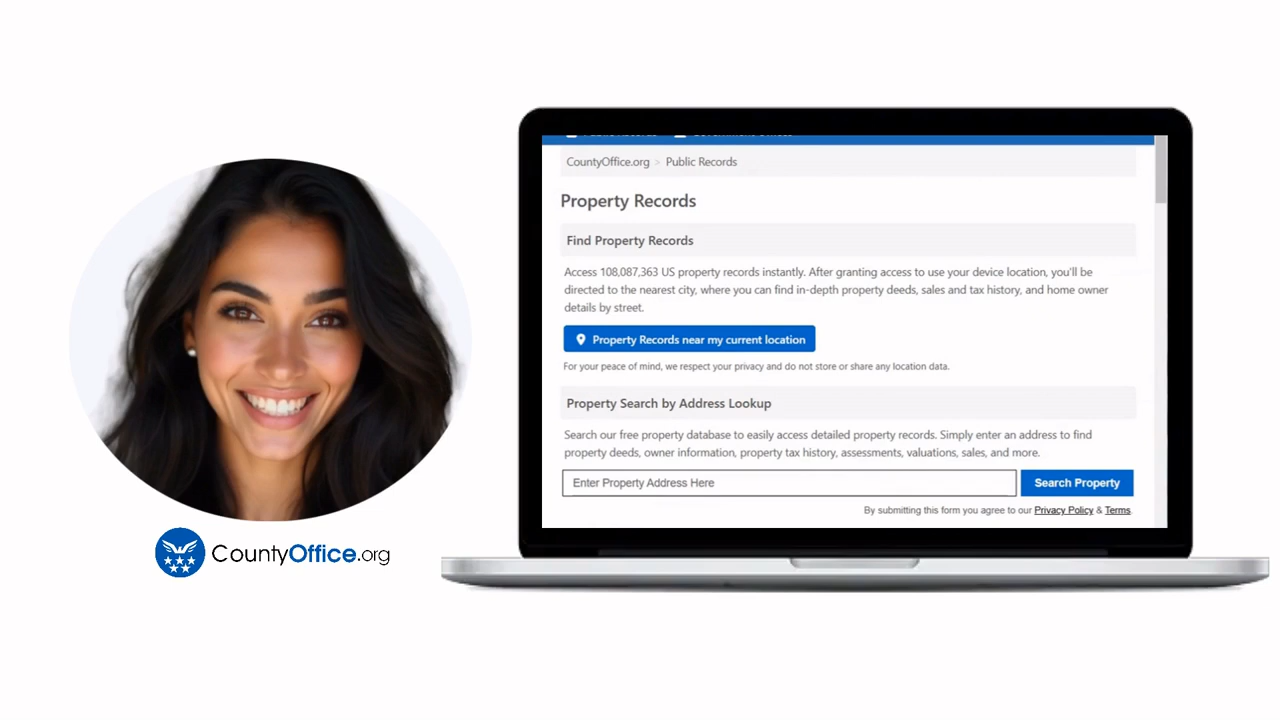 CountyOffice.org
CountyOffice.org > Public Records
Property Records
Find Property Records
Access 108,087,363 US property records instantly. After granting access to use your device location, you'll be
directed to the nearest city, where you can find in-depth property deeds, sales and tax history, and home owner
details by street.
Property Records near my current location
For your peace of mind, we respect your privacy and do not store or share any location data.
Property Search by Address Lookup
Search our free property database to easily access detailed property records. Simply enter an address to find
property deeds, owner information, property tax history, assessments, valuations, sales, and more.
Enter Property Address Here
Search Property
By submitting this form you agree to our Privacy Policy & Terms.